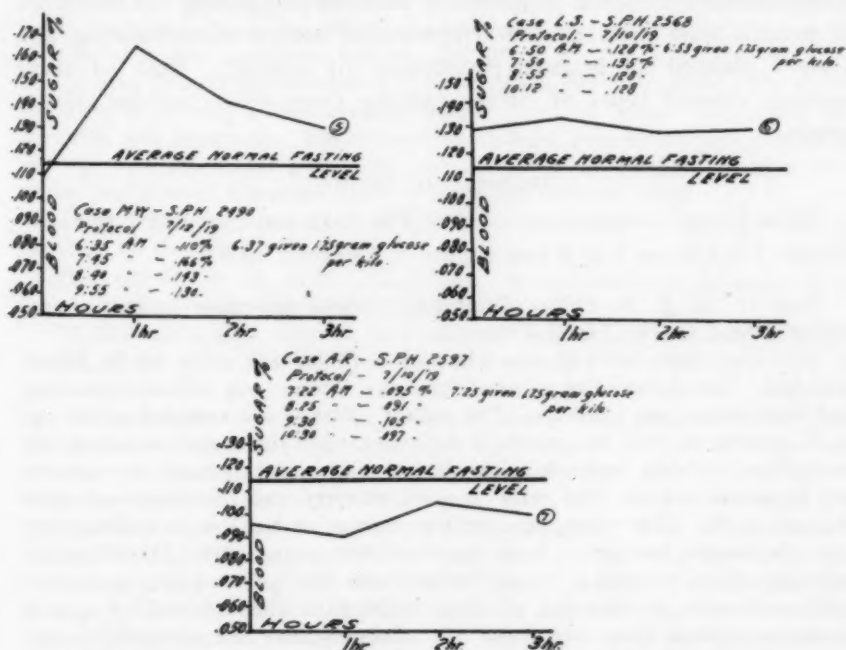 .170
.160
.150
.140
.130
.120
.110
.100
.090
.080
.070
.060
.050
BLOOD SUGAR %
⑤
AVERAGE NORMAL FASTING
LEVEL
Case MW - S.P.H. 2490
Protocol 7/12/19
6:35 AM - .110% 6.37 given 1.75 gram glucose
per kilo.
7:45 " - .166%
8:40 " - .143
9:55 " - .130
HOURS
1hr. 2hr. 3hr.
Case L.S. - S.P.H. 2568
Protocol - 7/10/19
6:50 AM - .128% 6:53 given 1.75 gram glucose
per kilo.
7:50 " - .135%
8:55 " - .128
10:12 " - .128
.150
.140
.130
.120
.110
.100
.090
.080
.070
.060
.050
BLOOD SUGAR %
⑥
AVERAGE NORMAL FASTING
LEVEL
HOURS
1hr. 2hr. 3hr.
Case A.R. - S.P.H. 2597
Protocol - 7/10/19
7:22 AM - .095% 7:25 given 1.75 gram glucose
per kilo.
8:25 " - .091
9:30 " - .105
10:30 " - .097
.130
.120
.110
.100
.090
.080
.070
.060
.050
BLOOD SUGAR %
AVERAGE NORMAL FASTING
LEVEL
⑦
HOURS
1hr. 2hr. 3hr.